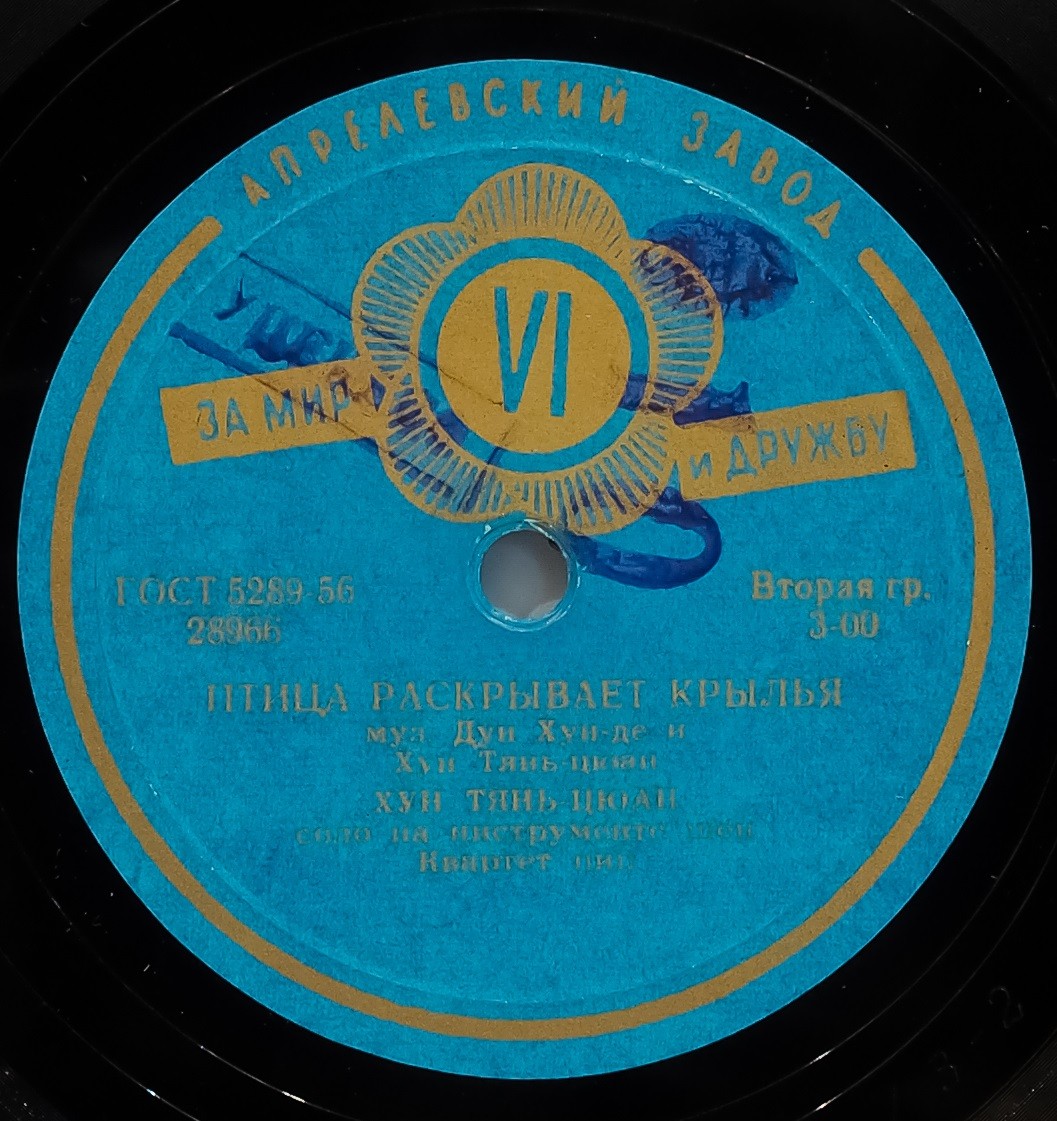 АПРЕЛЕВСКИЙ ЗАВОД
VI
ЗА МИР
И ДРУЖБУ
ГОСТ 5289-56
28966
Вторая гр.
3-00
ПТИЦА РАСКРЫВАЕТ КРЫЛЬЯ
муз Дун Хун-де и
Хун Тянь-цюан
ХУН ТЯНЬ-ЦЮАН
соло на инструменте шен
Квартет